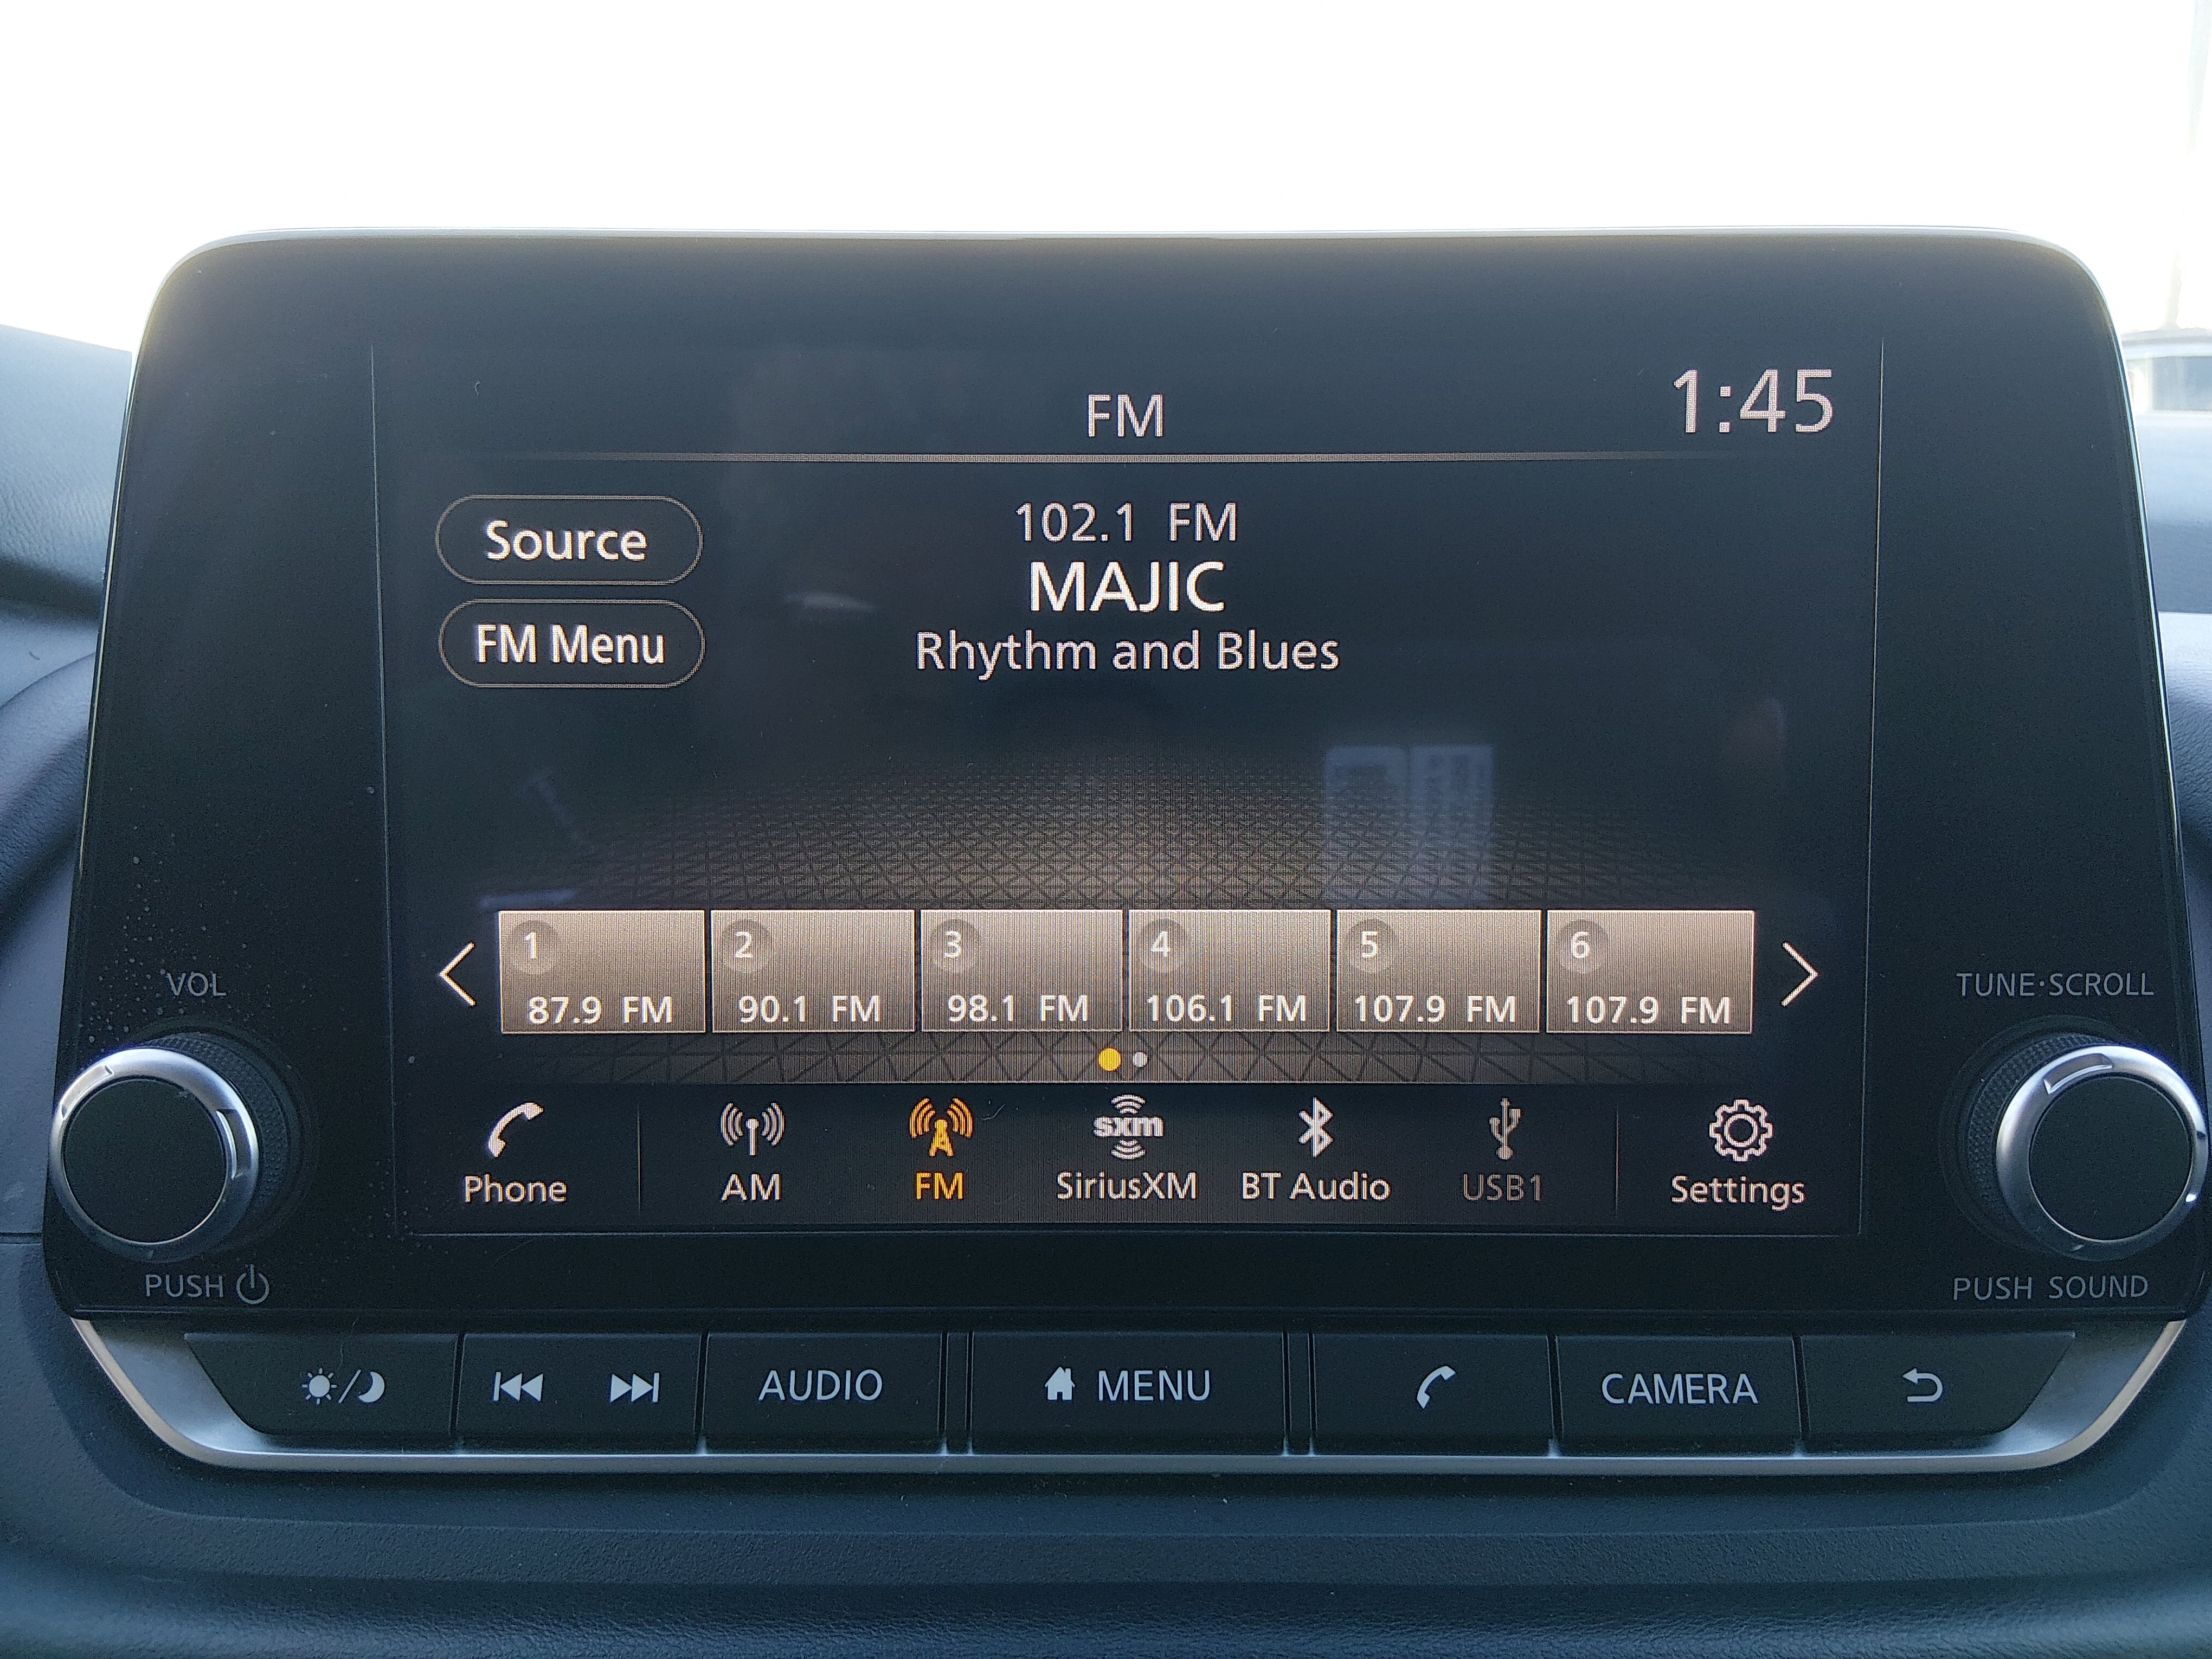 FM
1:45
Source
102.1 FM
MAJIC
FM Menu
Rhythm and Blues
1
2
3
4
5
6
87.9 FM
90.1 FM
98.1 FM
106.1 FM
107.9 FM
107.9 FM
VOL
TUNE·SCROLL
sxm
Phone
AM
FM
SiriusXM
BT Audio
USB1
Settings
PUSH
PUSH SOUND
AUDIO
MENU
CAMERA